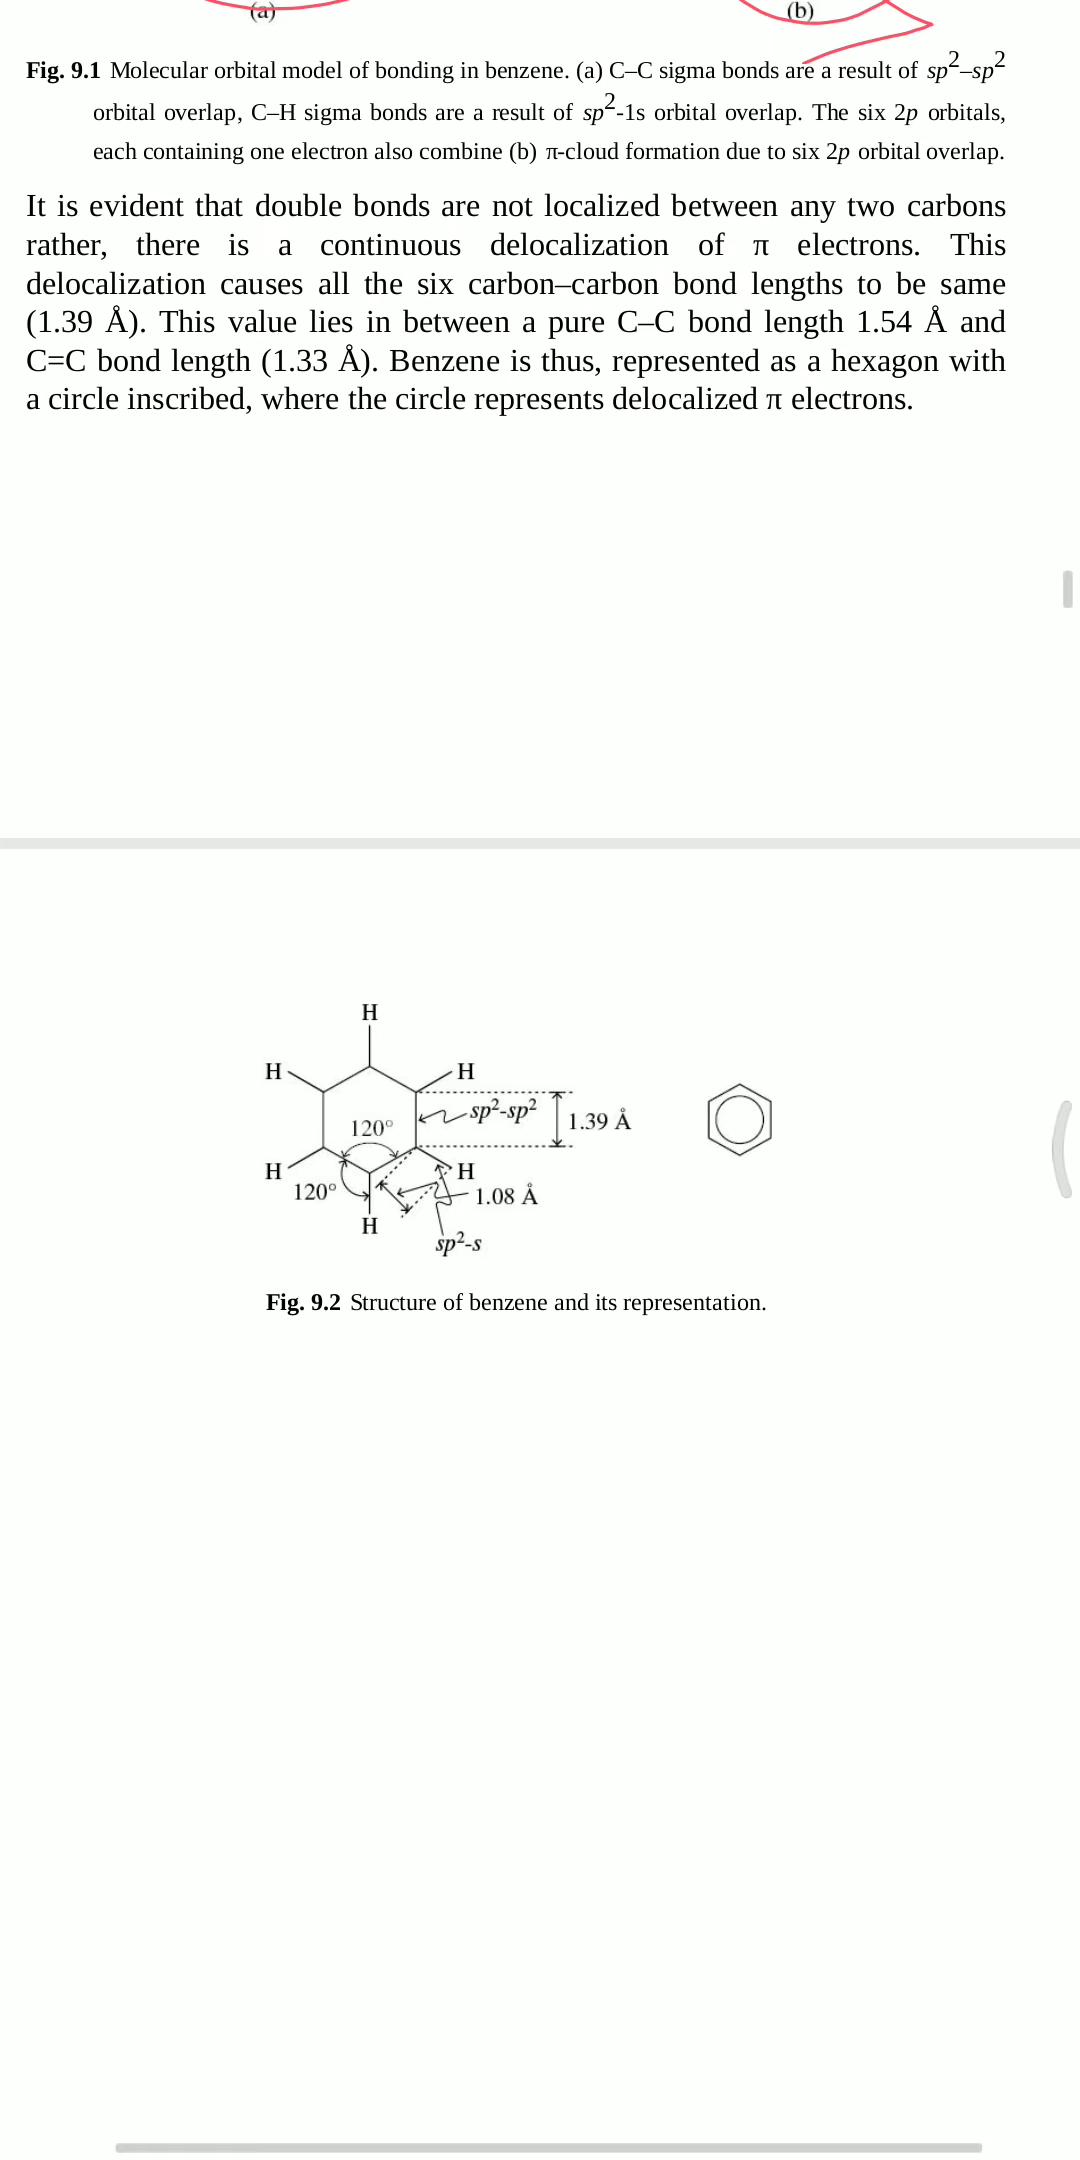 (a) (b)
Fig. 9.1 Molecular orbital model of bonding in benzene. (a) C–C sigma bonds are a result of sp²–sp²
orbital overlap, C–H sigma bonds are a result of sp²-1s orbital overlap. The six 2p orbitals,
each containing one electron also combine (b) π-cloud formation due to six 2p orbital overlap.
It is evident that double bonds are not localized between any two carbons
rather, there is a continuous delocalization of π electrons. This
delocalization causes all the six carbon–carbon bond lengths to be same
(1.39 Å). This value lies in between a pure C–C bond length 1.54 Å and
C=C bond length (1.33 Å). Benzene is thus, represented as a hexagon with
a circle inscribed, where the circle represents delocalized π electrons.
H
H H
sp²-sp²
1.39 Å
120°
H H
120°
1.08 Å
H
sp²-s
Fig. 9.2 Structure of benzene and its representation.